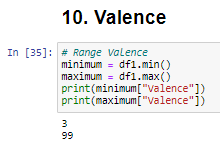 10. Valence
In [35]: # Range Valence
minimum = df1.min()
maximum = df1.max()
print(minimum["Valence"])
print(maximum["Valence"])
3
99